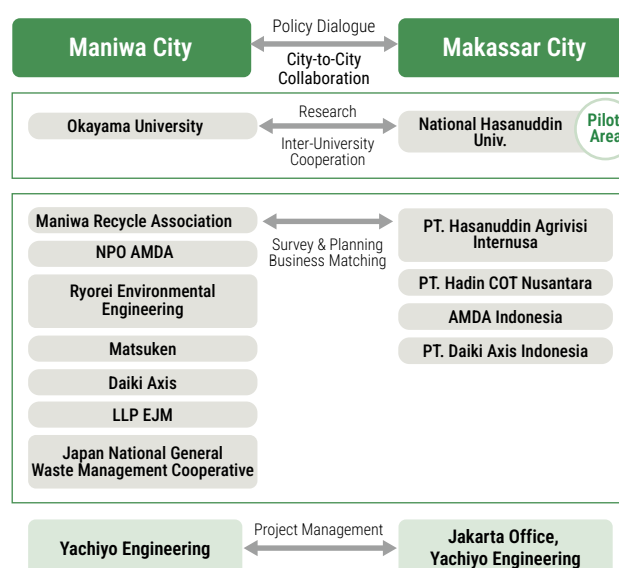 Maniwa City
Policy Dialogue
City-to-City
Collaboration
Makassar City
Okayama University
Research
Inter-University
Cooperation
National Hasanuddin
Univ.
Pilot
Area
Maniwa Recycle Association
NPO AMDA
Ryorei Environmental
Engineering
Matsuken
Daiki Axis
LLP EJM
Japan National General
Waste Management Cooperative
Survey & Planning
Business Matching
PT. Hasanuddin Agrivisi
Internusa
PT. Hadin COT Nusantara
AMDA Indonesia
PT. Daiki Axis Indonesia
Yachiyo Engineering
Project Management
Jakarta Office,
Yachiyo Engineering